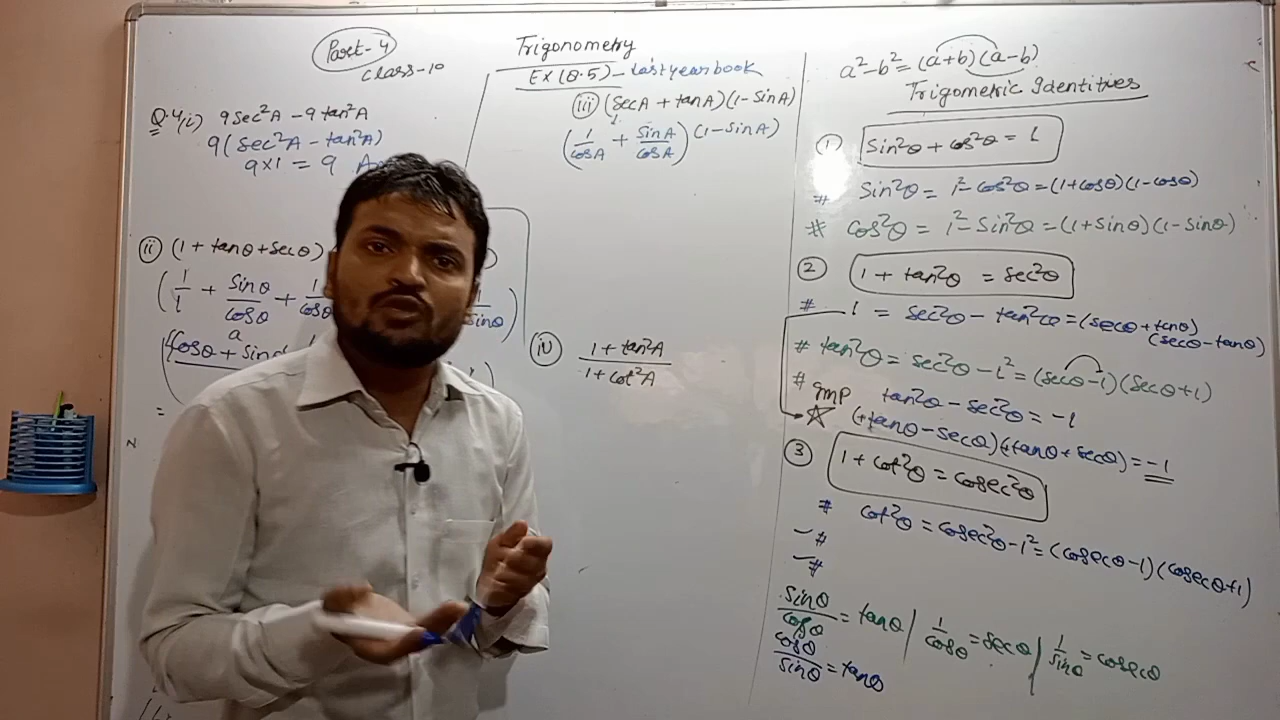 Part-4
Class-10
Trigonometry
Ex (8.5) - Last year book
Q.4(i) 9sec²A - 9tan²A
9(sec²A - tan²A)
9×1 = 9
(ii) (1 + tanθ + secθ)
(1/1 + sinθ/cosθ + 1/cosθ
sinθ)
a
(cosθ +
=
(iii) (secA + tanA)(1-sinA)
(1/cosA + sinA/cosA)(1-sinA)
(iv) 1+tan²A/1+cot²A
a²-b² = (a+b)(a-b)
Trigometric Identities
(1) Sin²θ + cos²θ = 1
# Sin²θ = 1²-cos²θ = (1+cosθ)(1-cosθ)
# cos²θ = 1²-Sin²θ = (1+sinθ)(1-sinθ)
(2) 1 + tan²θ = sec²θ
# 1 = sec²θ - tan²θ = (secθ+tanθ)
(secθ-tanθ)
# tan²θ = sec²θ-1² = (secθ-1)(secθ+1)
# Imp tan²θ - sec²θ = -1
☆ (+tanθ-secθ)(+tanθ+secθ) = -1
(3) 1 + cot²θ = cosec²θ
# cot²θ = cosec²θ-1² = (cosecθ-1)(cosecθ+1)
#
#
sinθ/cosθ = tanθ / 1/cosθ = secθ / 1/sinθ = cosecθ
cosθ/sinθ = tanθ